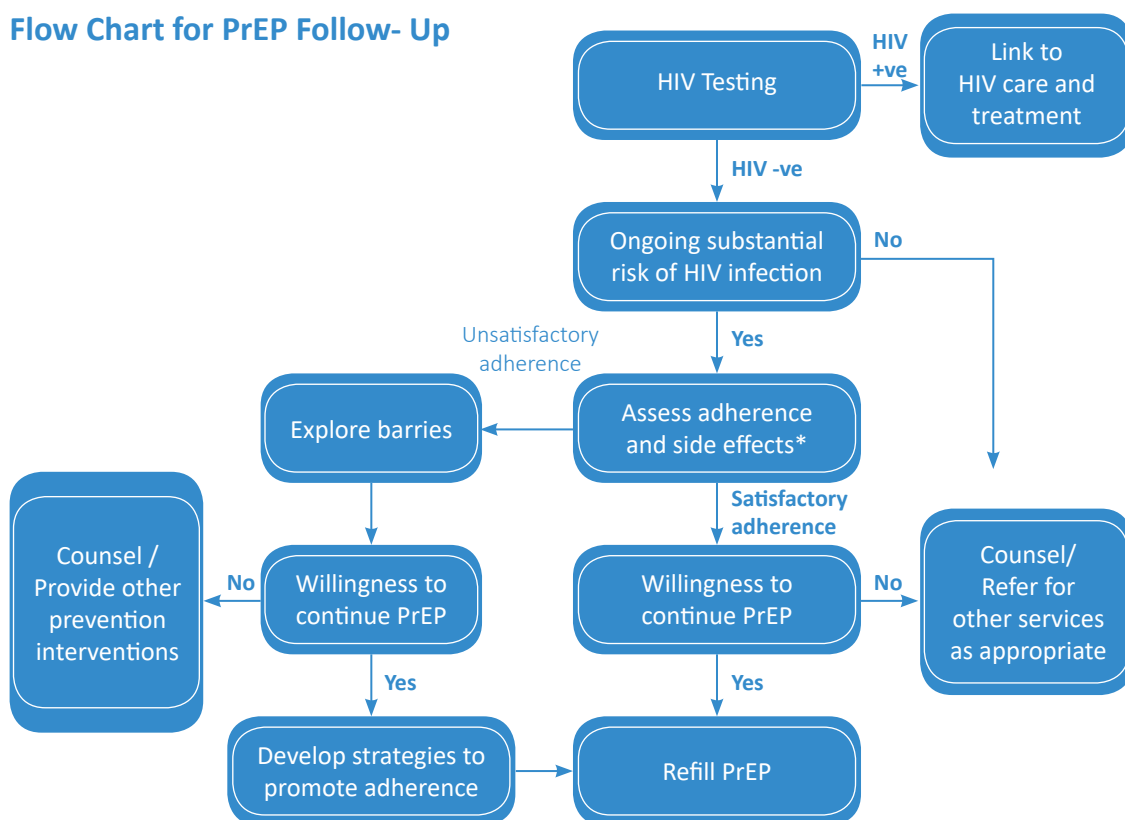 Flow Chart for PrEP Follow- Up
HIV Testing
HIV
+ve
Link to
HIV care and
treatment
HIV -ve
Ongoing substantial
risk of HIV infection
No
Yes
Unsatisfactory
adherence
Explore barries
Assess adherence
and side effects*
Satisfactory
adherence
Counsel /
Provide other
prevention
interventions
No
Willingness to
continue PrEP
Willingness to
continue PrEP
No
Counsel/
Refer for
other services
as appropriate
Yes
Yes
Develop strategies to
promote adherence
Refill PrEP